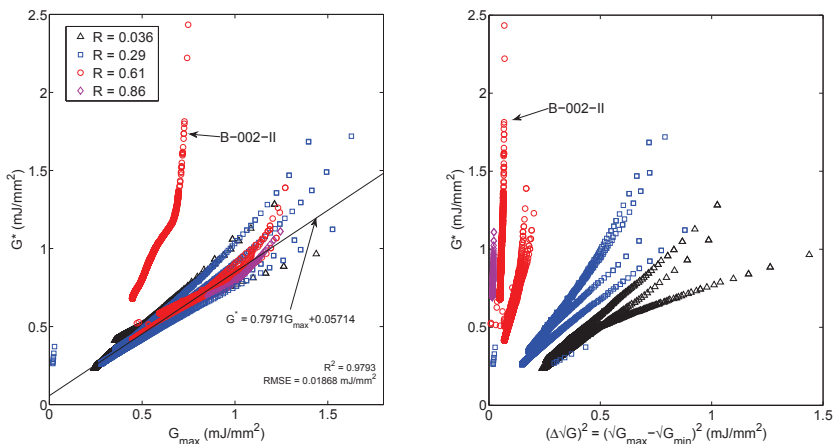 2.5
2
1.5
1
0.5
0
0
0.5
1
1.5
G* (mJ/mm²)
G_max (mJ/mm²)
R = 0.036
R = 0.29
R = 0.61
R = 0.86
B−002−II
G* = 0.7971G_max+0.05714
R² = 0.9793
RMSE = 0.01868 mJ/mm²
2.5
2
1.5
1
0.5
0
0
0.5
1
1.5
G* (mJ/mm²)
(Δ√G)² = (√G_max−√G_min)² (mJ/mm²)
B−002−II